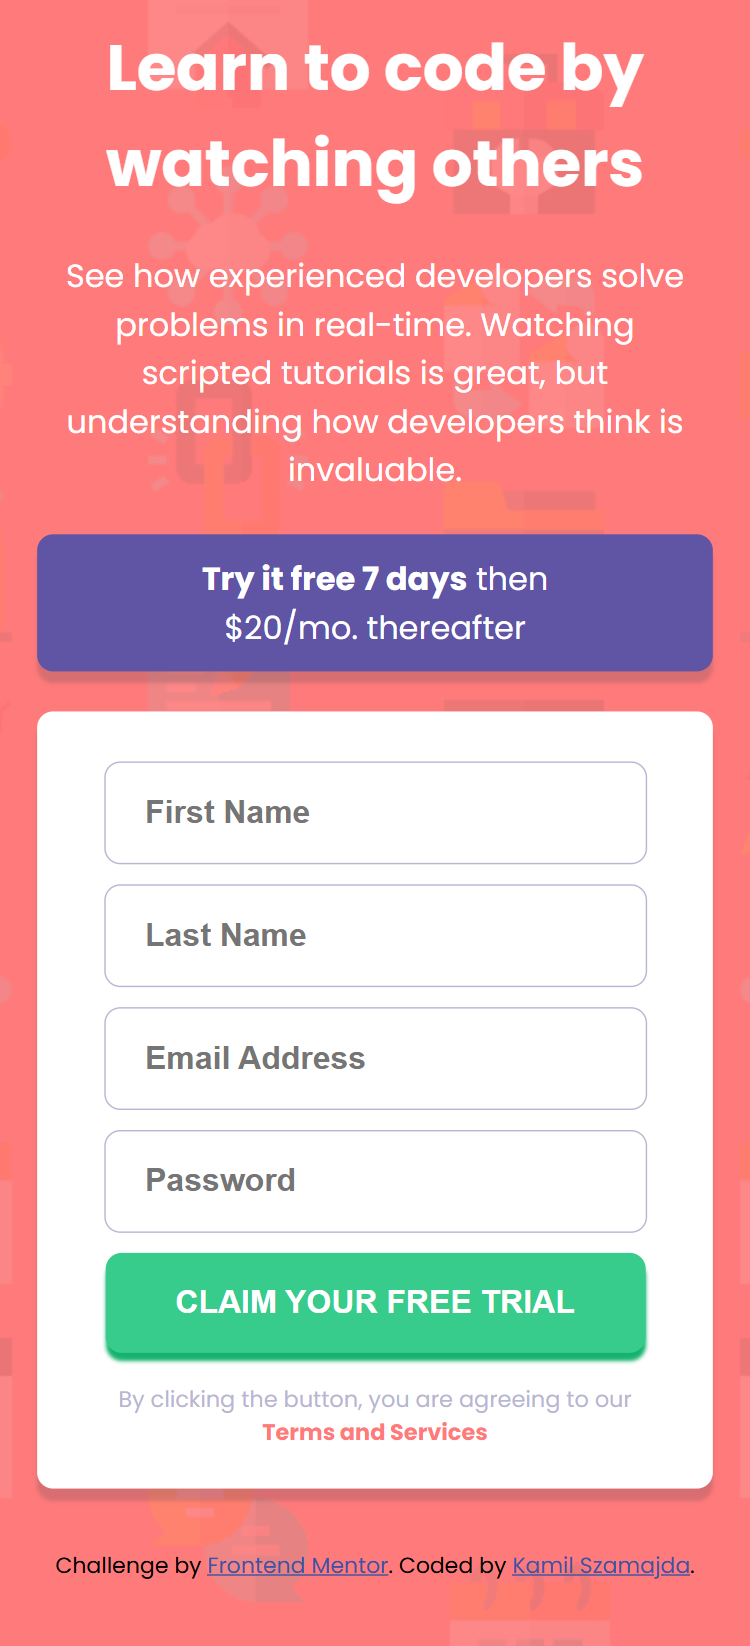 Learn to code by
watching others
See how experienced developers solve
problems in real-time. Watching
scripted tutorials is great, but
understanding how developers think is
invaluable.
Try it free 7 days then
$20/mo. thereafter
First Name
Last Name
Email Address
Password
CLAIM YOUR FREE TRIAL
By clicking the button, you are agreeing to our
Terms and Services
Challenge by Frontend Mentor. Coded by Kamil Szamajda.